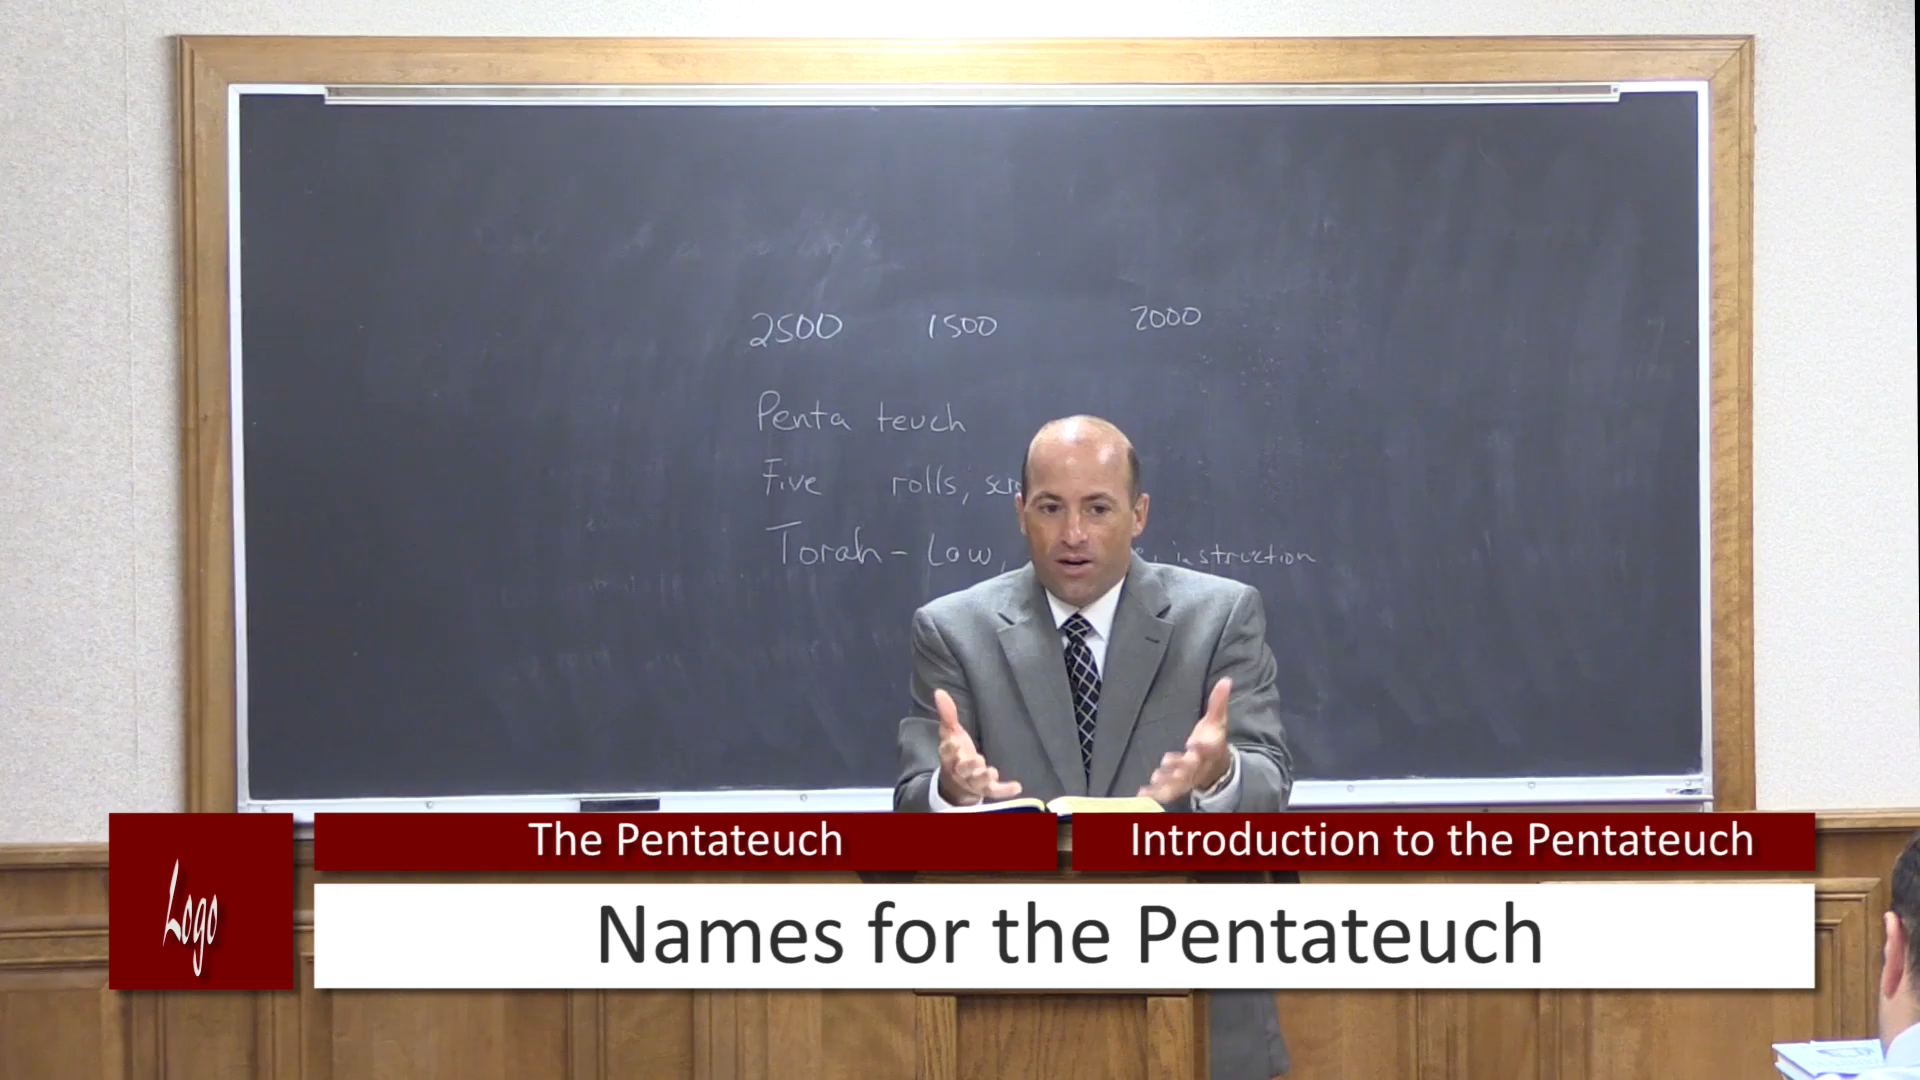 2500 1500 2000
Penta teuch
Five rolls,
Torah - Law, instruction
The Pentateuch
Introduction to the Pentateuch
Logo
Names for the Pentateuch